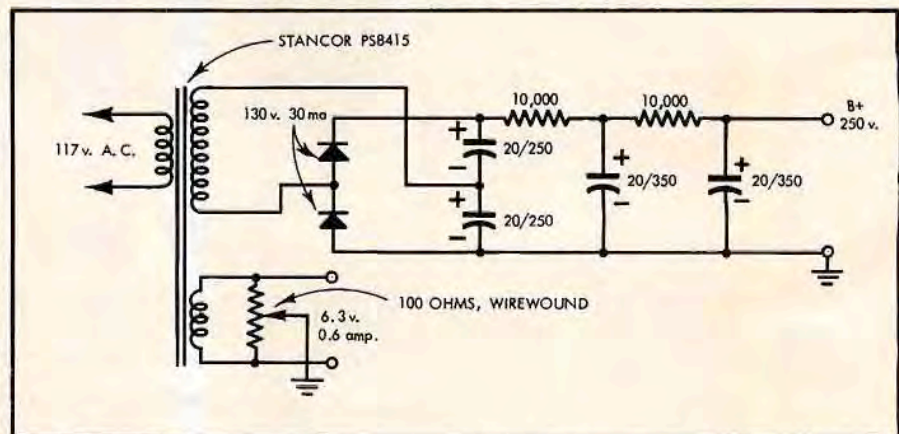 STANCOR PS8415
10,000
10,000
B+
250 v.
130 v. 30 ma
+
+
+
117 v. A.C.
20/250
-
20/350
-
20/350
-
+
20/250
-
100 OHMS, WIREWOUND
6.3 v.
0.6 amp.